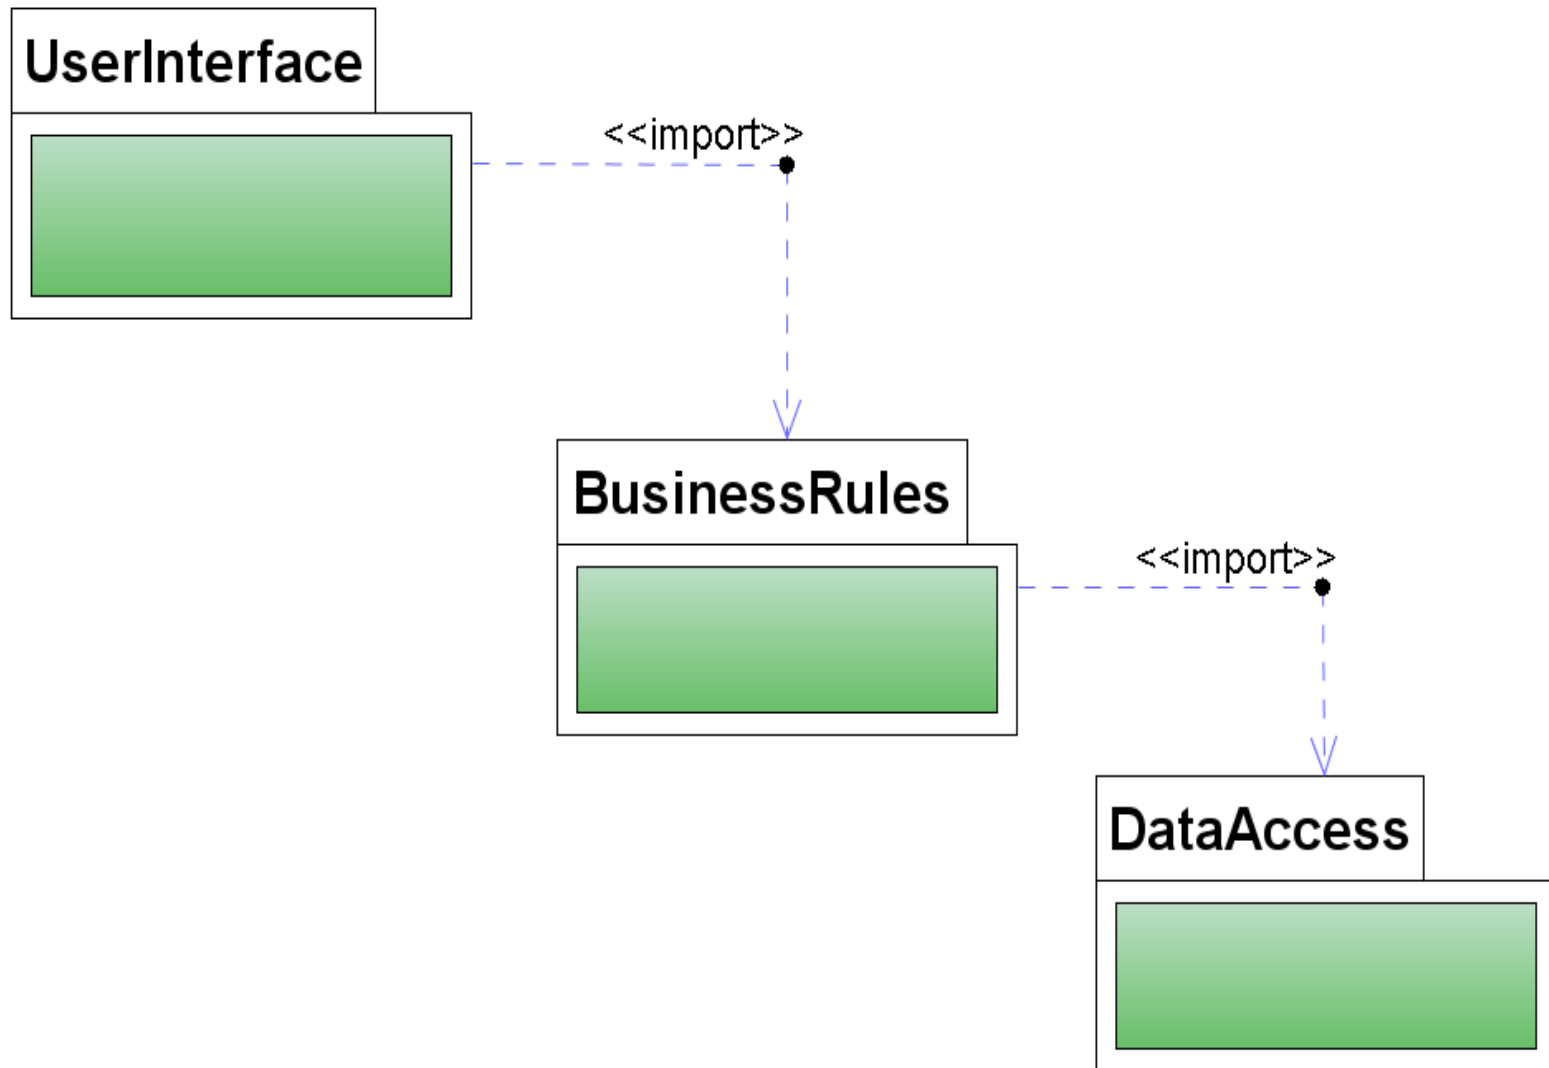 UserInterface
<<import>>
BusinessRules
<<import>>
DataAccess